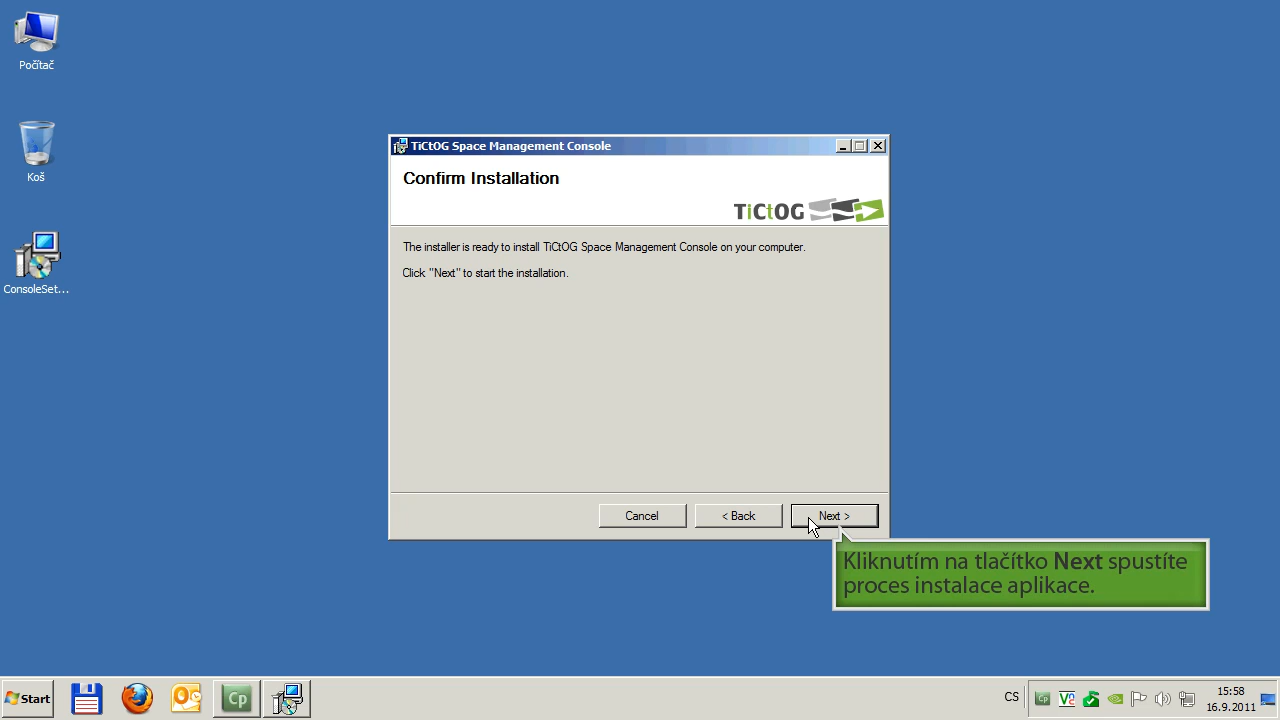 Počítač
Koš
ConsoleSet...
TiCtOG Space Management Console
Confirm Installation
TiCtOG
The installer is ready to install TiCtOG Space Management Console on your computer.
Click "Next" to start the installation.
Cancel
< Back
Next >
Kliknutím na tlačítko Next spustíte
proces instalace aplikace.
Start
Cp
CS
15:58
16.9.2011